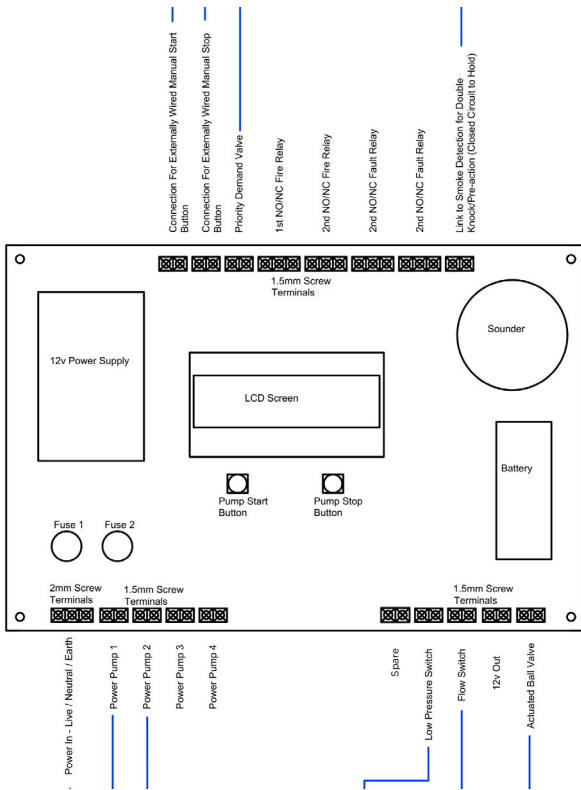 Connection For Externally Wired Manual Start
Button
Connection For Externally Wired Manual Stop
Button
Priority Demand Valve
1st NO/NC Fire Relay
2nd NO/NC Fire Relay
2nd NO/NC Fault Relay
2nd NO/NC Fault Relay
Link to Smoke Detection for Double
Knock/Pre-action (Closed Circuit to Hold)
1.5mm Screw
Terminals
12v Power Supply
LCD Screen
Sounder
Battery
Pump Start
Button
Pump Stop
Button
Fuse 1
Fuse 2
2mm Screw
Terminals
1.5mm Screw
Terminals
1.5mm Screw
Terminals
Power In - Live / Neutral / Earth
Power Pump 1
Power Pump 2
Power Pump 3
Power Pump 4
Spare
Low Pressure Switch
Flow Switch
12v Out
Actuated Ball Valve